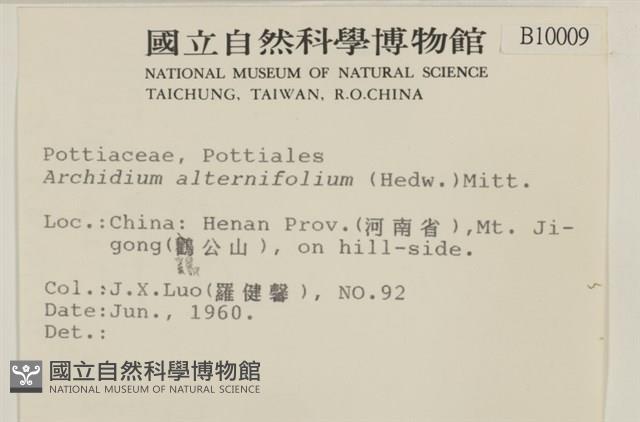 國立自然科學博物館
B10009
NATIONAL MUSEUM OF NATURAL SCIENCE
TAICHUNG, TAIWAN, R.O.CHINA
Pottiaceae, Pottiales
Archidium alternifolium (Hedw.)Mitt.
Loc.:China: Henan Prov.(河南省),Mt. Ji-
gong(鷄公山), on hill-side.
Col.:J.X.Luo(羅健馨), NO.92
Date:Jun., 1960.
Det.:
國立自然科學博物館
NATIONAL MUSEUM OF NATURAL SCIENCE